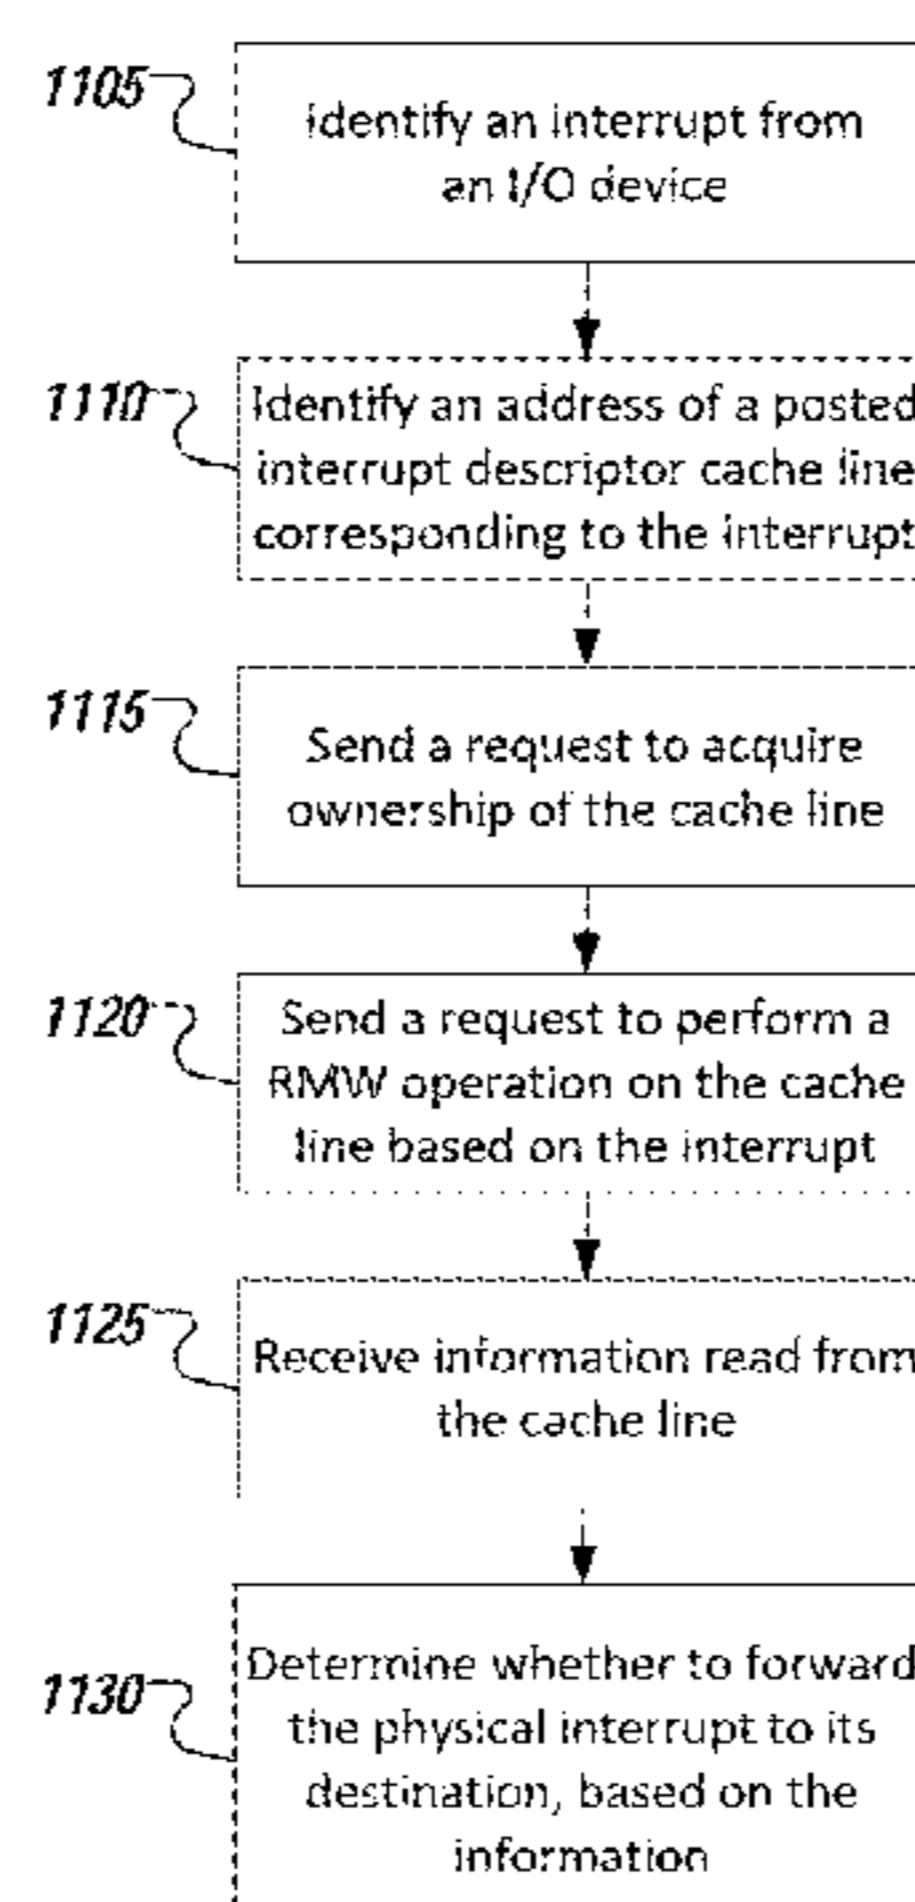 1105
Identify an interrupt from
an I/O device
1110
Identify an address of a posted
interrupt descriptor cache line
corresponding to the interrupt
1115
Send a request to acquire
ownership of the cache line
1120
Send a request to perform a
RMW operation on the cache
line based on the interrupt
1125
Receive information read from
the cache line
1130
Determine whether to forward
the physical interrupt to its
destination, based on the
information